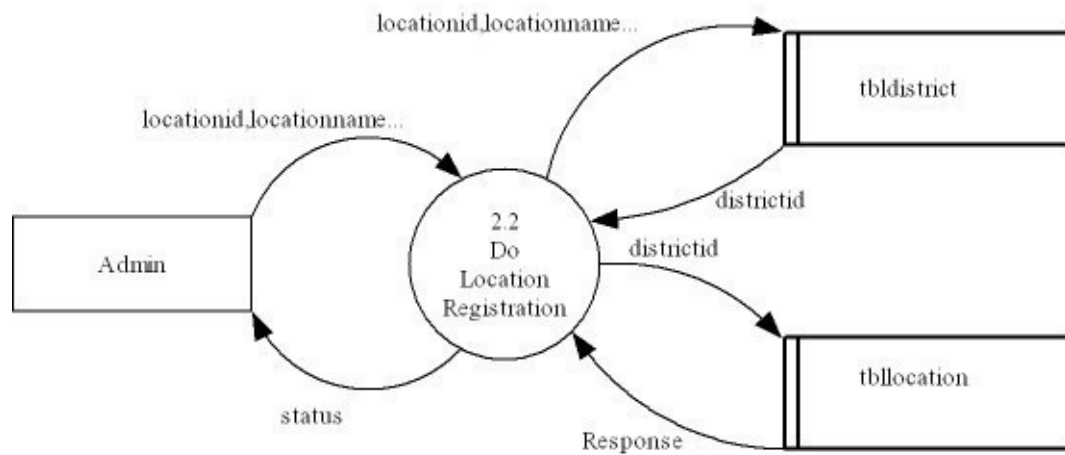 locationid,locationname...
tbldistrict
locationid,locationname...
districtid
2.2
Do
Location
Registration
districtid
Admin
tbllocation
status
Response